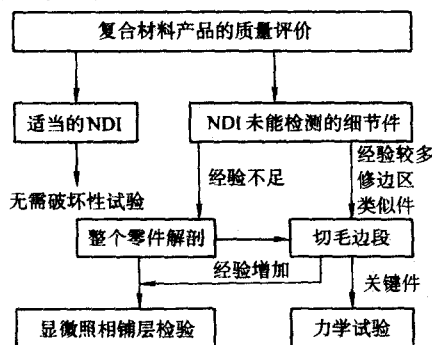 复合材料产品的质量评价
适当的NDI
NDI 未能检测的细节件
无需破坏性试验
经验不足
经验较多
修边区
类似件
整个零件解剖
切毛边段
经验增加
关键件
显微照相铺层检验
力学试验